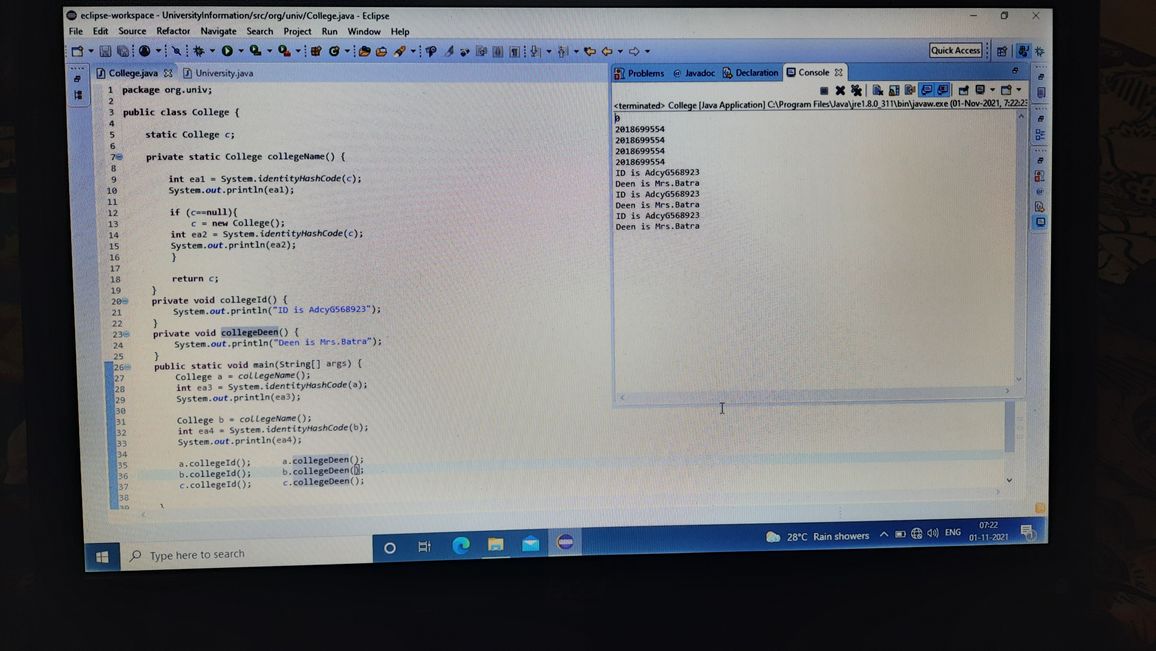 eclipse-workspace - UniversityInformation/src/org/univ/College.java - Eclipse
File Edit Source Refactor Navigate Search Project Run Window Help
Quick Access
College.java University.java
1 package org.univ;
2
3 public class College {
4
5 static College c;
6
7 private static College collegeName() {
8
9 int ea1 = System.identityHashCode(c);
10 System.out.println(ea1);
11
12 if (c==null){
13 c = new College();
14 int ea2 = System.identityHashCode(c);
15 System.out.println(ea2);
16 }
17
18 return c;
19 }
20 private void collegeId() {
21 System.out.println("ID is AdcyG568923");
22 }
23 private void collegeDeen() {
24 System.out.println("Deen is Mrs.Batra");
25 }
26 public static void main(String[] args) {
27 College a = collegeName();
28 int ea3 = System.identityHashCode(a);
29 System.out.println(ea3);
30
31 College b = collegeName();
32 int ea4 = System.identityHashCode(b);
33 System.out.println(ea4);
34
35 a.collegeId(); a.collegeDeen();
36 b.collegeId(); b.collegeDeen();
37 c.collegeId(); c.collegeDeen();
38
39 }
Problems @ Javadoc Declaration Console
<terminated> College [Java Application] C:\Program Files\Java\jre1.8.0_311\bin\javaw.exe (01-Nov-2021, 7:22:23
0
2018699554
2018699554
2018699554
2018699554
ID is AdcyG568923
Deen is Mrs.Batra
ID is AdcyG568923
Deen is Mrs.Batra
ID is AdcyG568923
Deen is Mrs.Batra
Type here to search
28°C Rain showers
ENG
07:22
01-11-2021